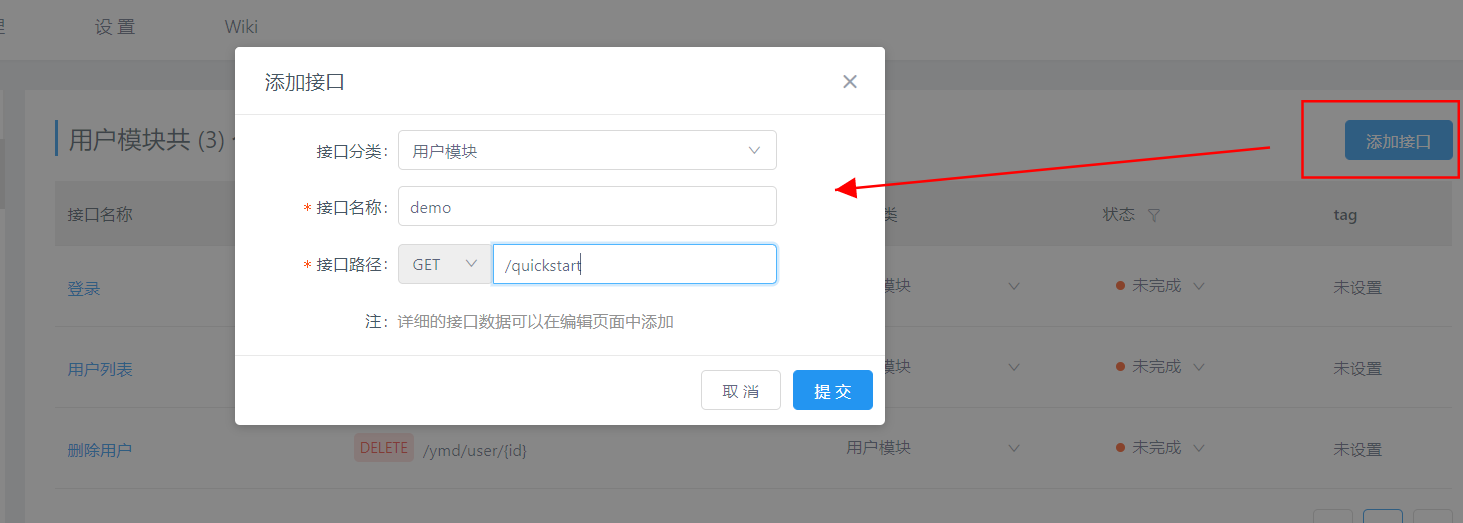 设 置 Wiki
添加接口
用户模块共 (3)
添加接口
接口分类： 用户模块
* 接口名称： demo
接口名称 类 状态 tag
* 接口路径： GET /quickstart
登录 模块 未完成 未设置
注： 详细的接口数据可以在编辑页面中添加
用户列表 模块 未完成 未设置
取 消 提 交
删除用户 DELETE /ymd/user/{id} 用户模块 未完成 未设置